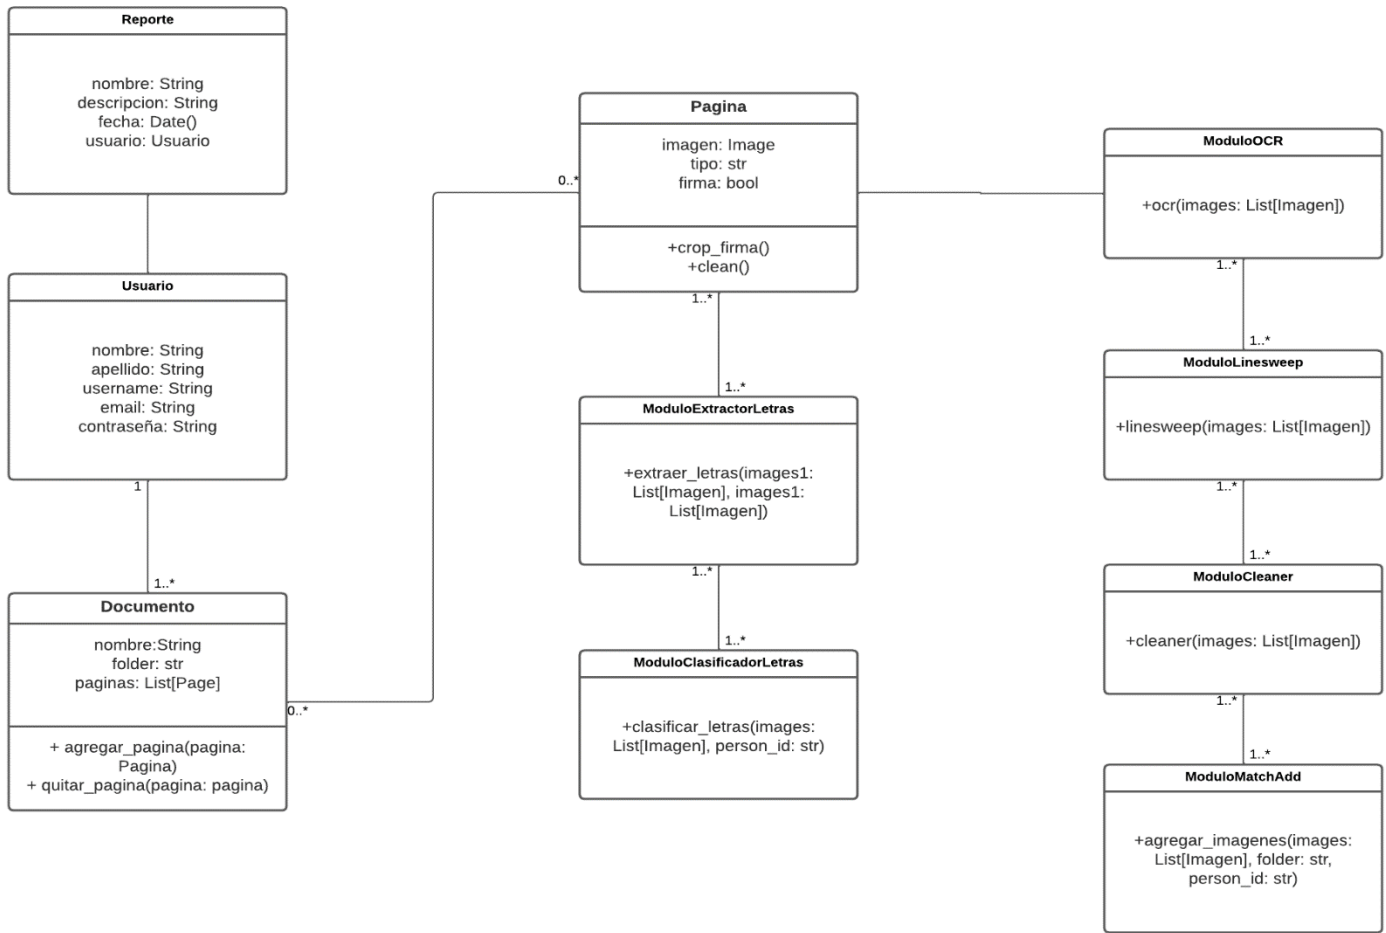 Reporte
nombre: String
descripcion: String
fecha: Date()
usuario: Usuario
Usuario
nombre: String
apellido: String
username: String
email: String
contraseña: String
1
1..*
Documento
nombre:String
folder: str
paginas: List[Page]
+ agregar_pagina(pagina:
Pagina)
+ quitar_pagina(pagina: pagina)
0..*
0..*
Pagina
imagen: Image
tipo: str
firma: bool
+crop_firma()
+clean()
1..*
1..*
ModuloExtractorLetras
+extraer_letras(images1:
List[Imagen], images1:
List[Imagen])
1..*
1..*
ModuloClasificadorLetras
+clasificar_letras(images:
List[Imagen], person_id: str)
ModuloOCR
+ocr(images: List[Imagen])
1..*
1..*
ModuloLinesweep
+linesweep(images: List[Imagen])
1..*
1..*
ModuloCleaner
+cleaner(images: List[Imagen])
1..*
1..*
ModuloMatchAdd
+agregar_imagenes(images:
List[Imagen], folder: str,
person_id: str)